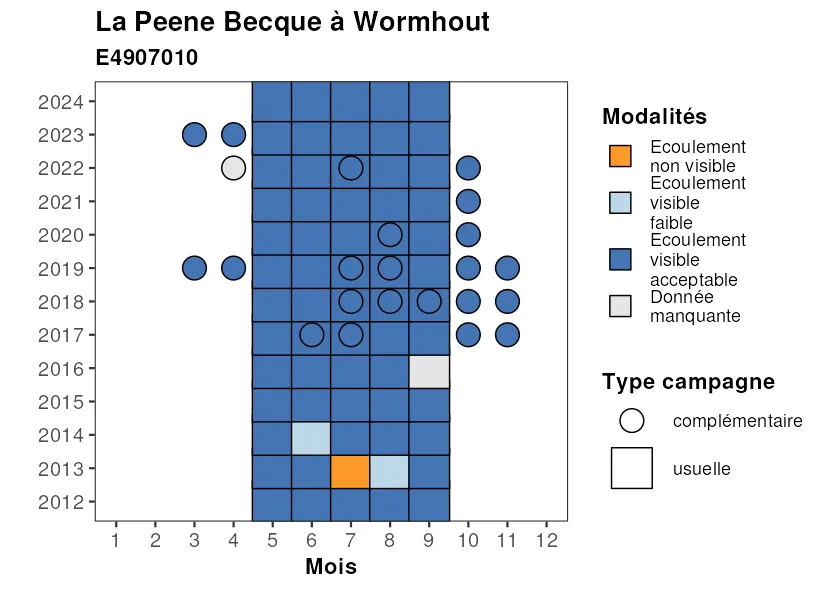 La Peene Becque à Wormhout
E4907010
2024
2023
2022
2021
2020
2019
2018
2017
2016
2015
2014
2013
2012
1 2 3 4 5 6 7 8 9 10 11 12
Mois
Modalités
Ecoulement
non visible
Ecoulement
visible
faible
Ecoulement
visible
acceptable
Donnée
manquante
Type campagne
complémentaire
usuelle